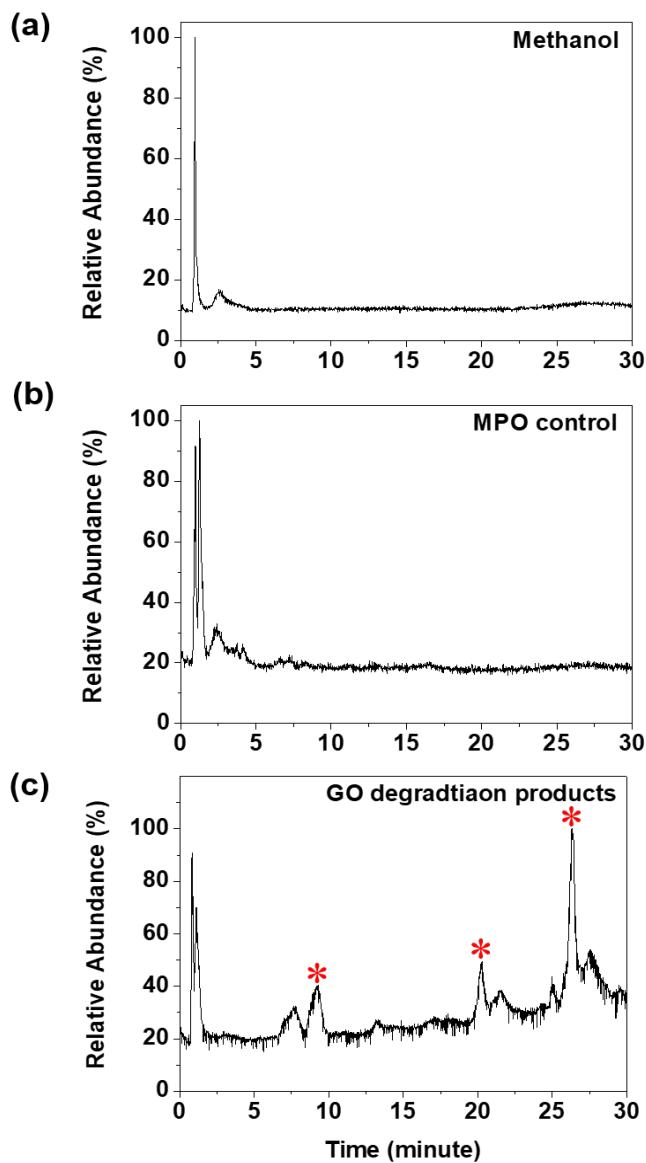 (a)
Methanol
Relative Abundance (%)
100
80
60
40
20
0
0 5 10 15 20 25 30
(b)
MPO control
Relative Abundance (%)
100
80
60
40
20
0
0 5 10 15 20 25 30
(c)
GO degradtiaon products
Relative Abundance (%)
100
80
60
40
20
0
* * *
0 5 10 15 20 25 30
Time (minute)